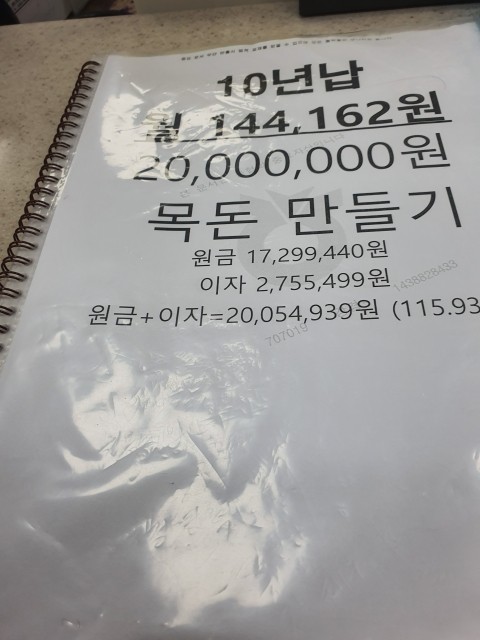 10년납
월 144,162원
20,000,000원
목돈 만들기
원금 17,299,440원
이자 2,755,499원
1438828433
원금+이자=20,054,939원 (115.93
707019